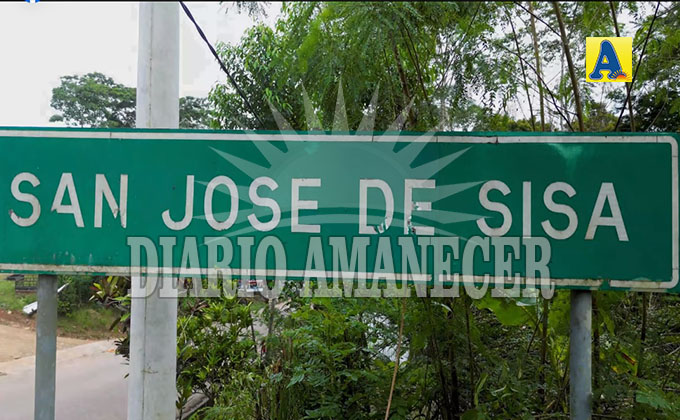 A
SAN JOSE DE SISA
DIARIO AMANECER